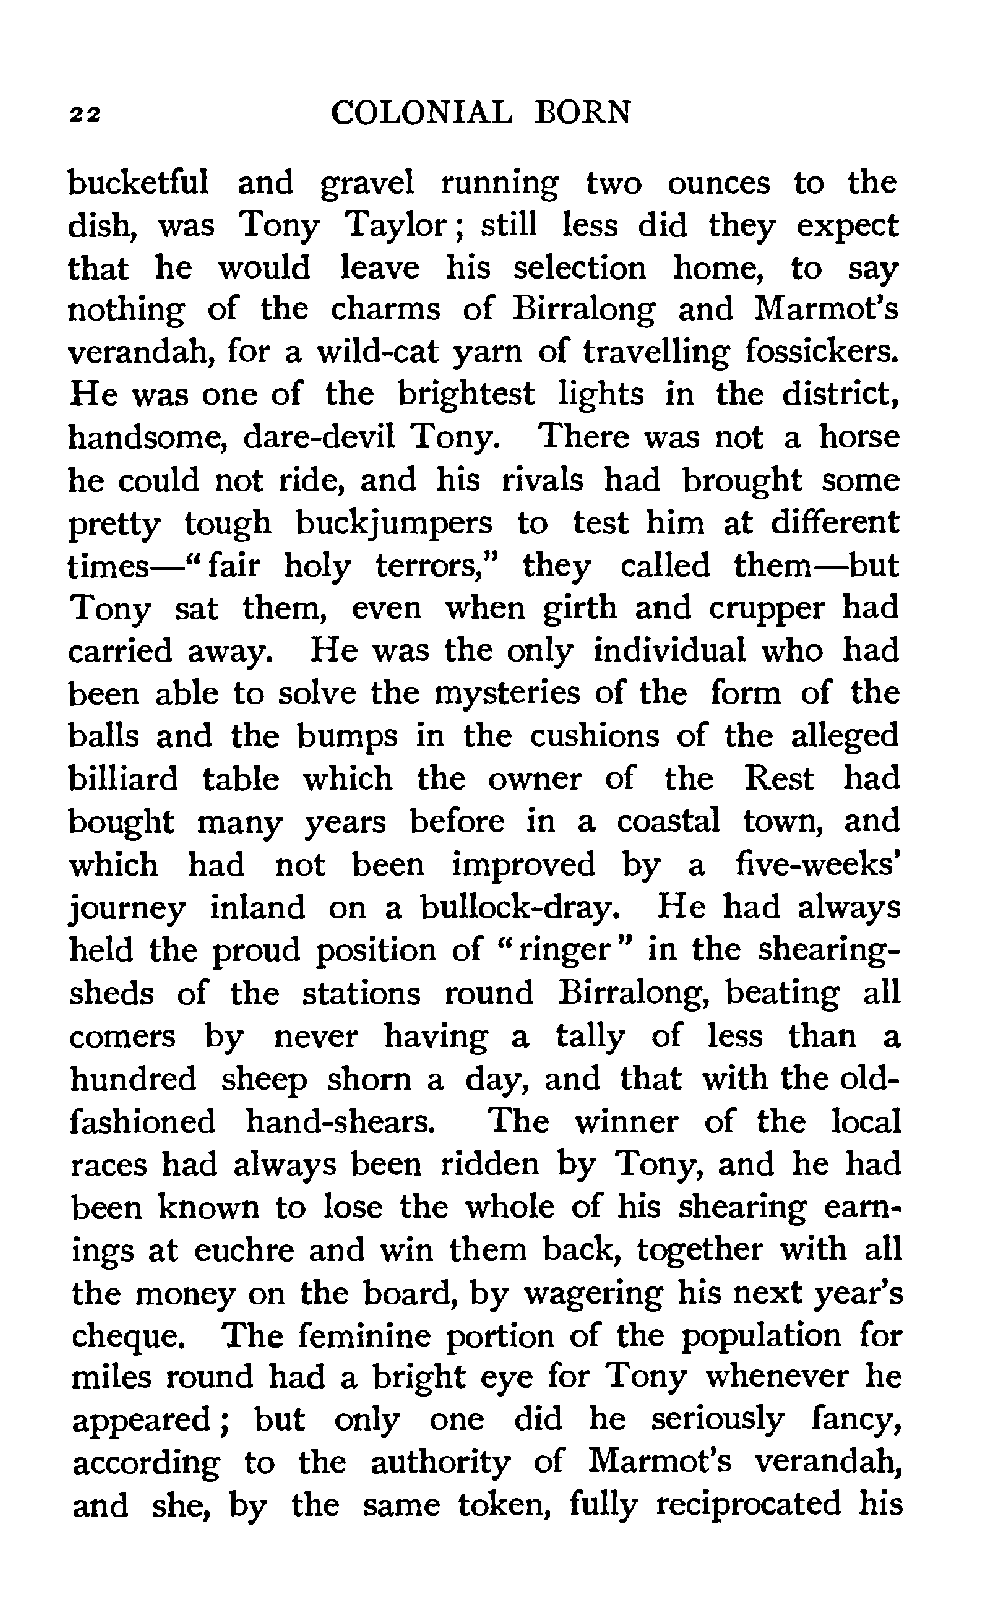 22 COLONIAL BORN
bucketful and gravel running two ounces to the
dish, was Tony Taylor; still less did they expect
that he would leave his selection home, to say
nothing of the charms of Birralong and Marmot's
verandah, for a wild-cat yarn of travelling fossickers.
He was one of the brightest lights in the district,
handsome, dare-devil Tony. There was not a horse
he could not ride, and his rivals had brought some
pretty tough buckjumpers to test him at different
times—"fair holy terrors," they called them—but
Tony sat them, even when girth and crupper had
carried away. He was the only individual who had
been able to solve the mysteries of the form of the
balls and the bumps in the cushions of the alleged
billiard table which the owner of the Rest had
bought many years before in a coastal town, and
which had not been improved by a five-weeks'
journey inland on a bullock-dray. He had always
held the proud position of "ringer" in the shearing-
sheds of the stations round Birralong, beating all
comers by never having a tally of less than a
hundred sheep shorn a day, and that with the old-
fashioned hand-shears. The winner of the local
races had always been ridden by Tony, and he had
been known to lose the whole of his shearing earn-
ings at euchre and win them back, together with all
the money on the board, by wagering his next year's
cheque. The feminine portion of the population for
miles round had a bright eye for Tony whenever he
appeared; but only one did he seriously fancy,
according to the authority of Marmot's verandah,
and she, by the same token, fully reciprocated his